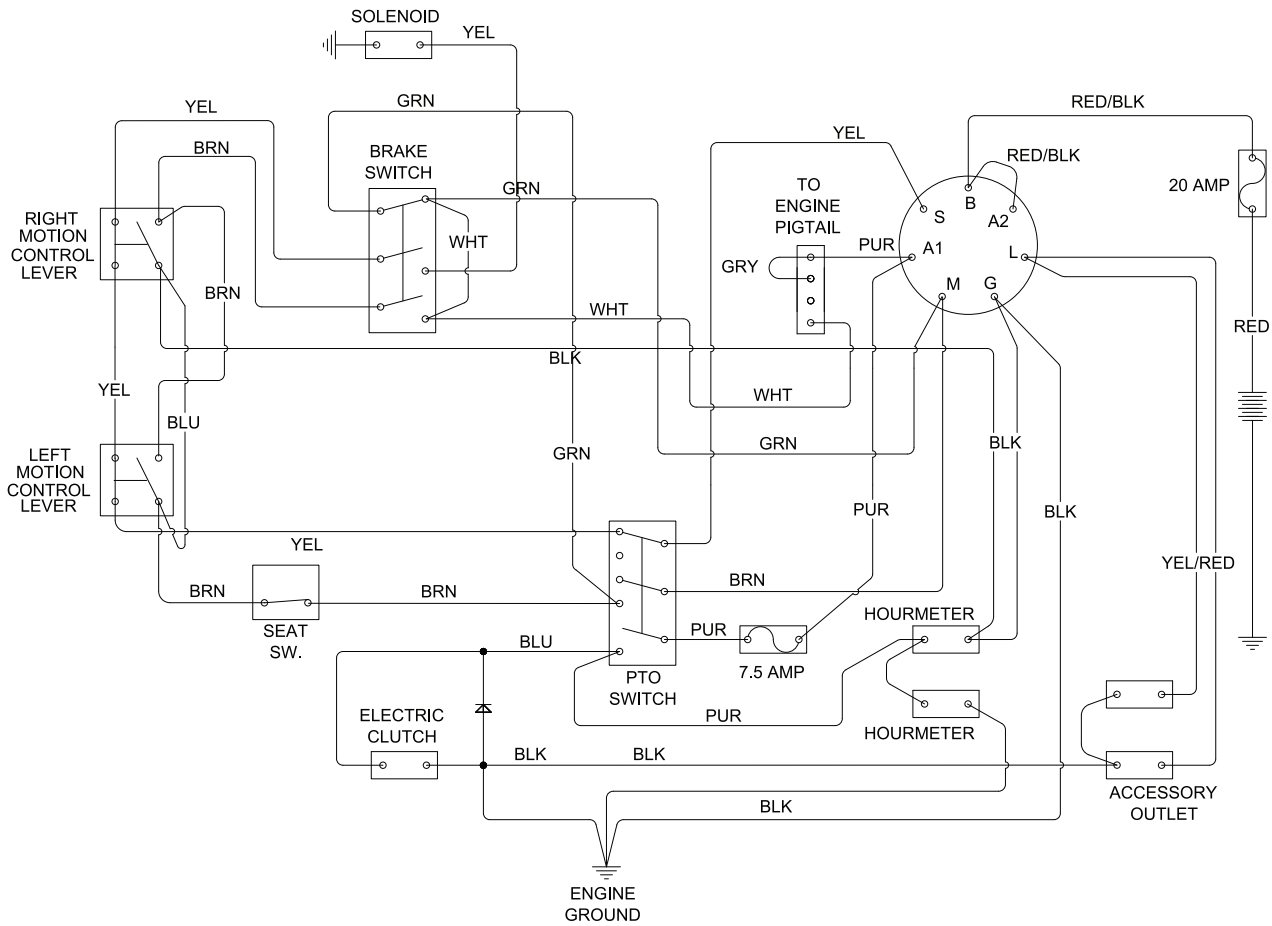 SOLENOID
YEL
GRN
RED/BLK
YEL
YEL
BRN
BRAKE
SWITCH
RED/BLK
20 AMP
TO
ENGINE
PIGTAIL
GRN
B
S
A2
RIGHT
MOTION
CONTROL
LEVER
WHT
PUR
A1
L
GRY
M
G
BRN
WHT
RED
BLK
YEL
WHT
BLU
GRN
BLK
LEFT
MOTION
CONTROL
LEVER
GRN
PUR
BLK
YEL
YEL/RED
BRN
BRN
BRN
HOURMETER
SEAT
SW.
BLU
PUR
7.5 AMP
PTO
SWITCH
ELECTRIC
CLUTCH
PUR
HOURMETER
BLK
BLK
ACCESSORY
OUTLET
BLK
ENGINE
GROUND